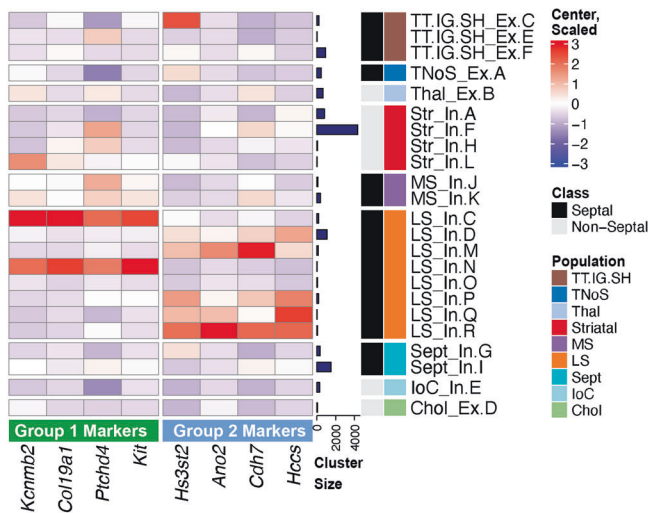 TT.IG.SH_Ex.C
TT.IG.SH_Ex.E
TT.IG.SH_Ex.F
TNoS_Ex.A
Thal_Ex.B
Str_In.A
Str_In.F
Str_In.H
Str_In.L
MS_In.J
MS_In.K
LS_In.C
LS_In.D
LS_In.M
LS_In.N
LS_In.O
LS_In.P
LS_In.Q
LS_In.R
Sept_In.G
Sept_In.I
IoC_In.E
Chol_Ex.D
Group 1 Markers
Group 2 Markers
Kcnmb2
Col19a1
Ptchd4
Kit
Hs3st2
Ano2
Cdh7
Hccs
0
2000
4000
Cluster
Size
Center,
Scaled
3
2
1
0
-1
-2
-3
Class
Septal
Non-Septal
Population
TT.IG.SH
TNoS
Thal
Striatal
MS
LS
Sept
IoC
Chol